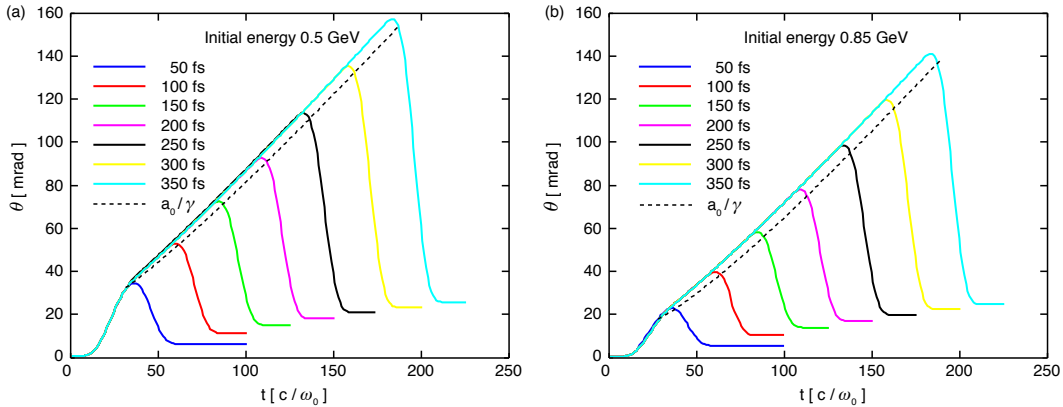 (a)
160
140
120
100
80
60
40
20
0
θ [ mrad ]
Initial energy 0.5 GeV
50 fs
100 fs
150 fs
200 fs
250 fs
300 fs
350 fs
a₀ / γ
0 50 100 150 200 250
t [ c / ω₀ ]
(b)
160
140
120
100
80
60
40
20
0
θ [ mrad ]
Initial energy 0.85 GeV
50 fs
100 fs
150 fs
200 fs
250 fs
300 fs
350 fs
a₀ / γ
0 50 100 150 200 250
t [ c / ω₀ ]